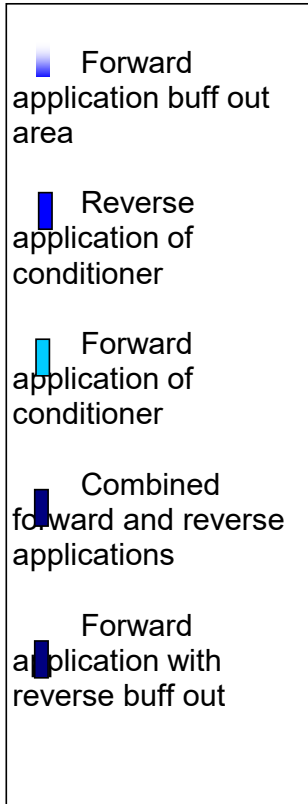 Forward
application buff out
area
Reverse
application of
conditioner
Forward
application of
conditioner
Combined
forward and reverse
applications
Forward
application with
reverse buff out